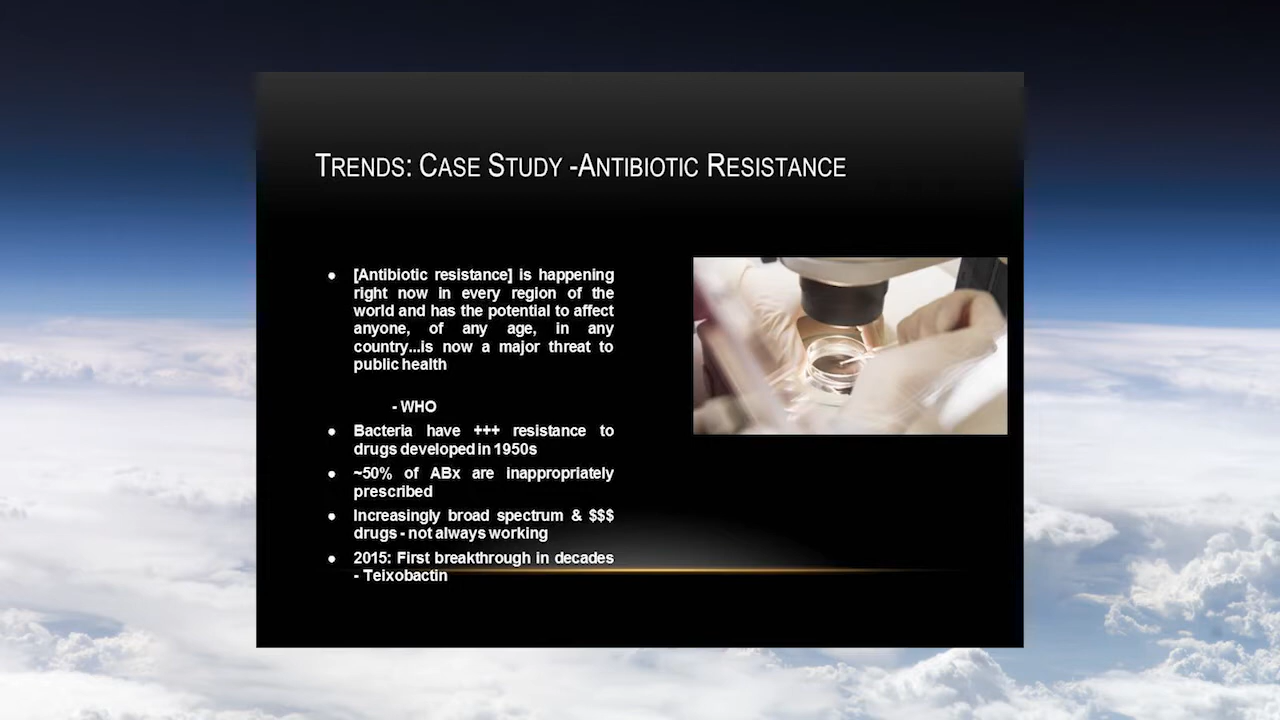 TRENDS: CASE STUDY -ANTIBIOTIC RESISTANCE
● [Antibiotic resistance] is happening
right now in every region of the
world and has the potential to affect
anyone, of any age, in any
country...is now a major threat to
public health
- WHO
● Bacteria have +++ resistance to
drugs developed in 1950s
● ~50% of ABx are inappropriately
prescribed
● Increasingly broad spectrum & $$$
drugs - not always working
● 2015: First breakthrough in decades
- Teixobactin